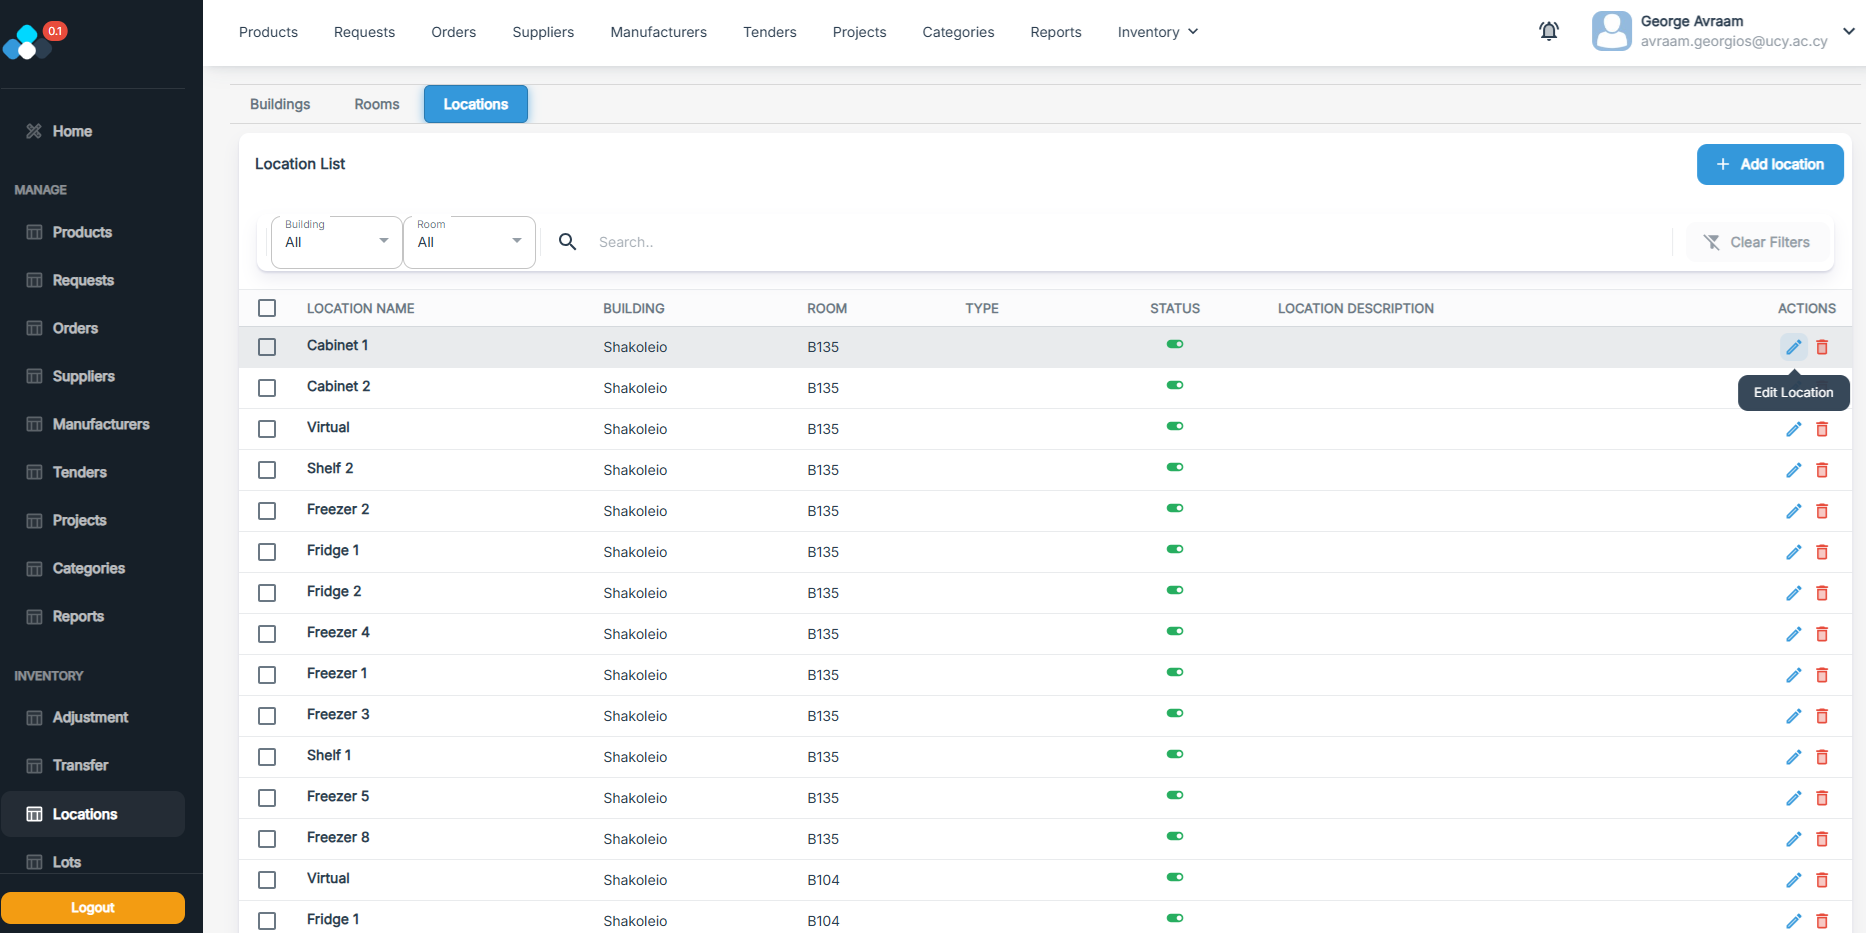 0.1
Products Requests Orders Suppliers Manufacturers Tenders Projects Categories Reports Inventory
George Avraam
avraam.georgios@ucy.ac.cy
Home
MANAGE
Products
Requests
Orders
Suppliers
Manufacturers
Tenders
Projects
Categories
Reports
INVENTORY
Adjustment
Transfer
Locations
Lots
Logout
Buildings Rooms Locations
Location List
+ Add location
Building
All
Room
All
Search..
Clear Filters
LOCATION NAME BUILDING ROOM TYPE STATUS LOCATION DESCRIPTION ACTIONS
Cabinet 1 Shakoleio B135
Edit Location
Cabinet 2 Shakoleio B135
Virtual Shakoleio B135
Shelf 2 Shakoleio B135
Freezer 2 Shakoleio B135
Fridge 1 Shakoleio B135
Fridge 2 Shakoleio B135
Freezer 4 Shakoleio B135
Freezer 1 Shakoleio B135
Freezer 3 Shakoleio B135
Shelf 1 Shakoleio B135
Freezer 5 Shakoleio B135
Freezer 8 Shakoleio B135
Virtual Shakoleio B104
Fridge 1 Shakoleio B104